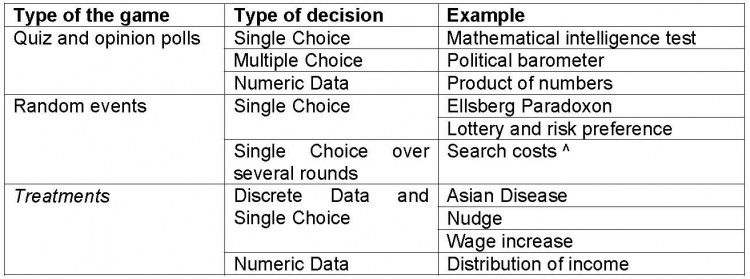 Type of the game Type of decision Example
Quiz and opinion polls Single Choice Mathematical intelligence test
Multiple Choice Political barometer
Numeric Data Product of numbers
Random events Single Choice Ellsberg Paradoxon
Lottery and risk preference
Single Choice over Search costs ^
several rounds
Treatments Discrete Data and Asian Disease
Single Choice Nudge
Wage increase
Numeric Data Distribution of income